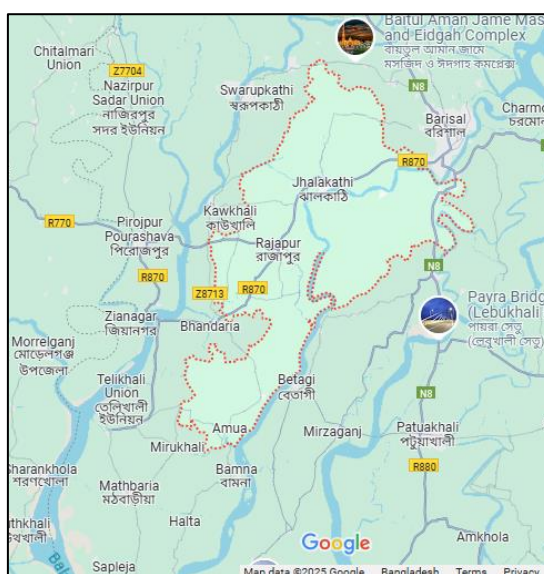 Baitul Aman Jame Mas
and Eidgah Complex
বায়তুল আমান জামে
মসজিদ ও ঈদগাহ কমপ্লেক্স
Chitalmari
Union
Z7704
Nazirpur
Sadar Union
নাজিরপুর
সদর ইউনিয়ন
Swarupkathi
স্বরূপকাঠী
N8
Barisal
বরিশাল
Charmo
চরমোন
R870
Jhalakathi
ঝালকাঠি
Kawkhali
কাউখালি
R770
Pirojpur
Pourashava
পিরোজপুর
Rajapur
রাজাপুর
R870
N8
Z8713
R870
Payra Bridge
(Lebukhali
পায়রা সেতু
(লেবুখালী সেতু)
Zianagar
জিয়ানগর
Bhandaria
Morrelganj
মোড়েলগঞ্জ
উপজেলা
Telikhali
Union
তেলিখালী
ইউনিয়ন
Betagi
বেতাগী
N8
Amua
Mirzaganj
Patuakhali
পটুয়াখালী
Mirukhali
Sharankhola
শরণখোলা
Bamna
বামনা
R880
Mathbaria
মঠবাড়ীয়া
uthkhali
উথখালী
Halta
Google
Amkhola
Sapleja
Map data ©2025 Google
Bangladesh
Terms
Privacy